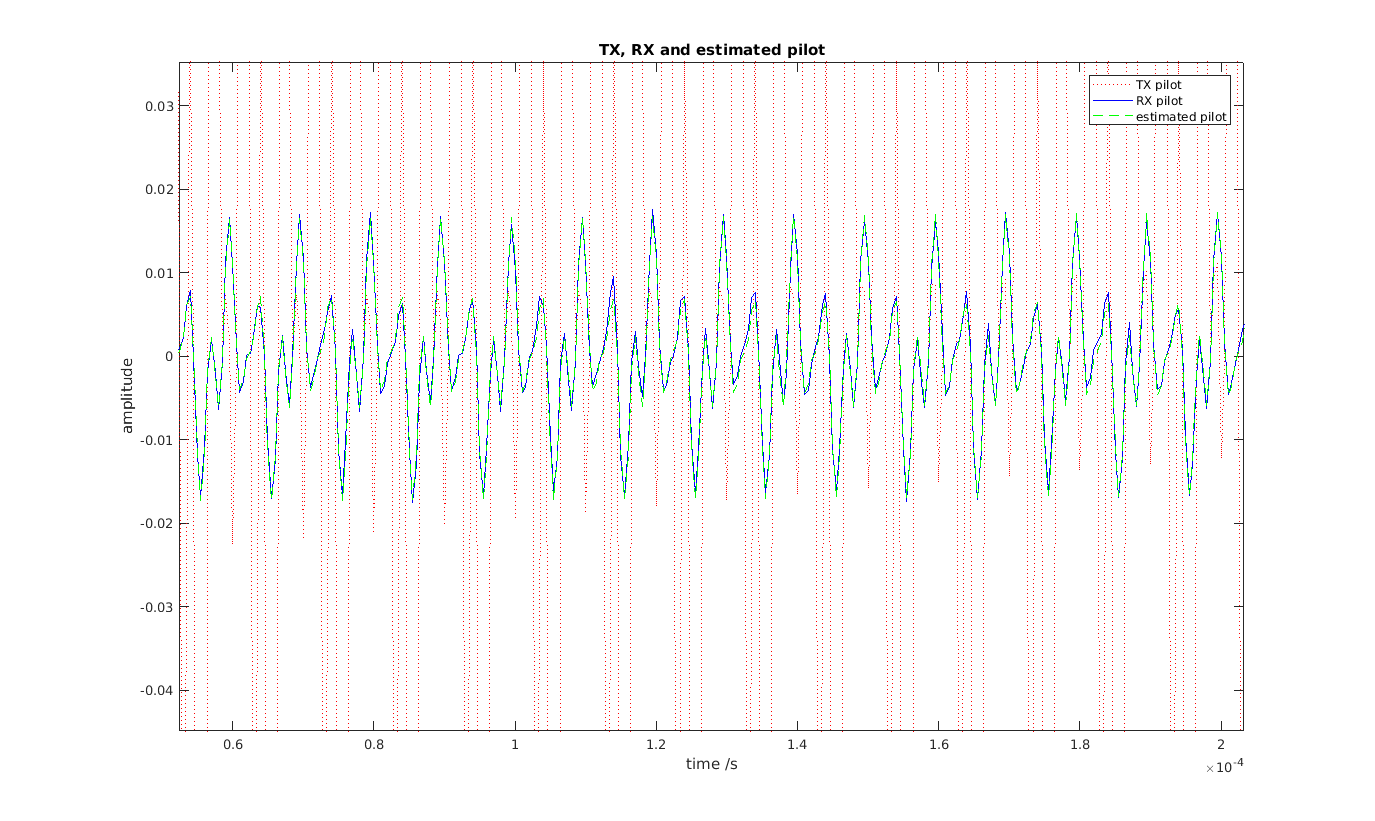 TX, RX and estimated pilot
TX pilot
RX pilot
estimated pilot
0.03
0.02
0.01
0
-0.01
-0.02
-0.03
-0.04
amplitude
0.6
0.8
1
1.2
1.4
1.6
1.8
2
time /s
×10-4